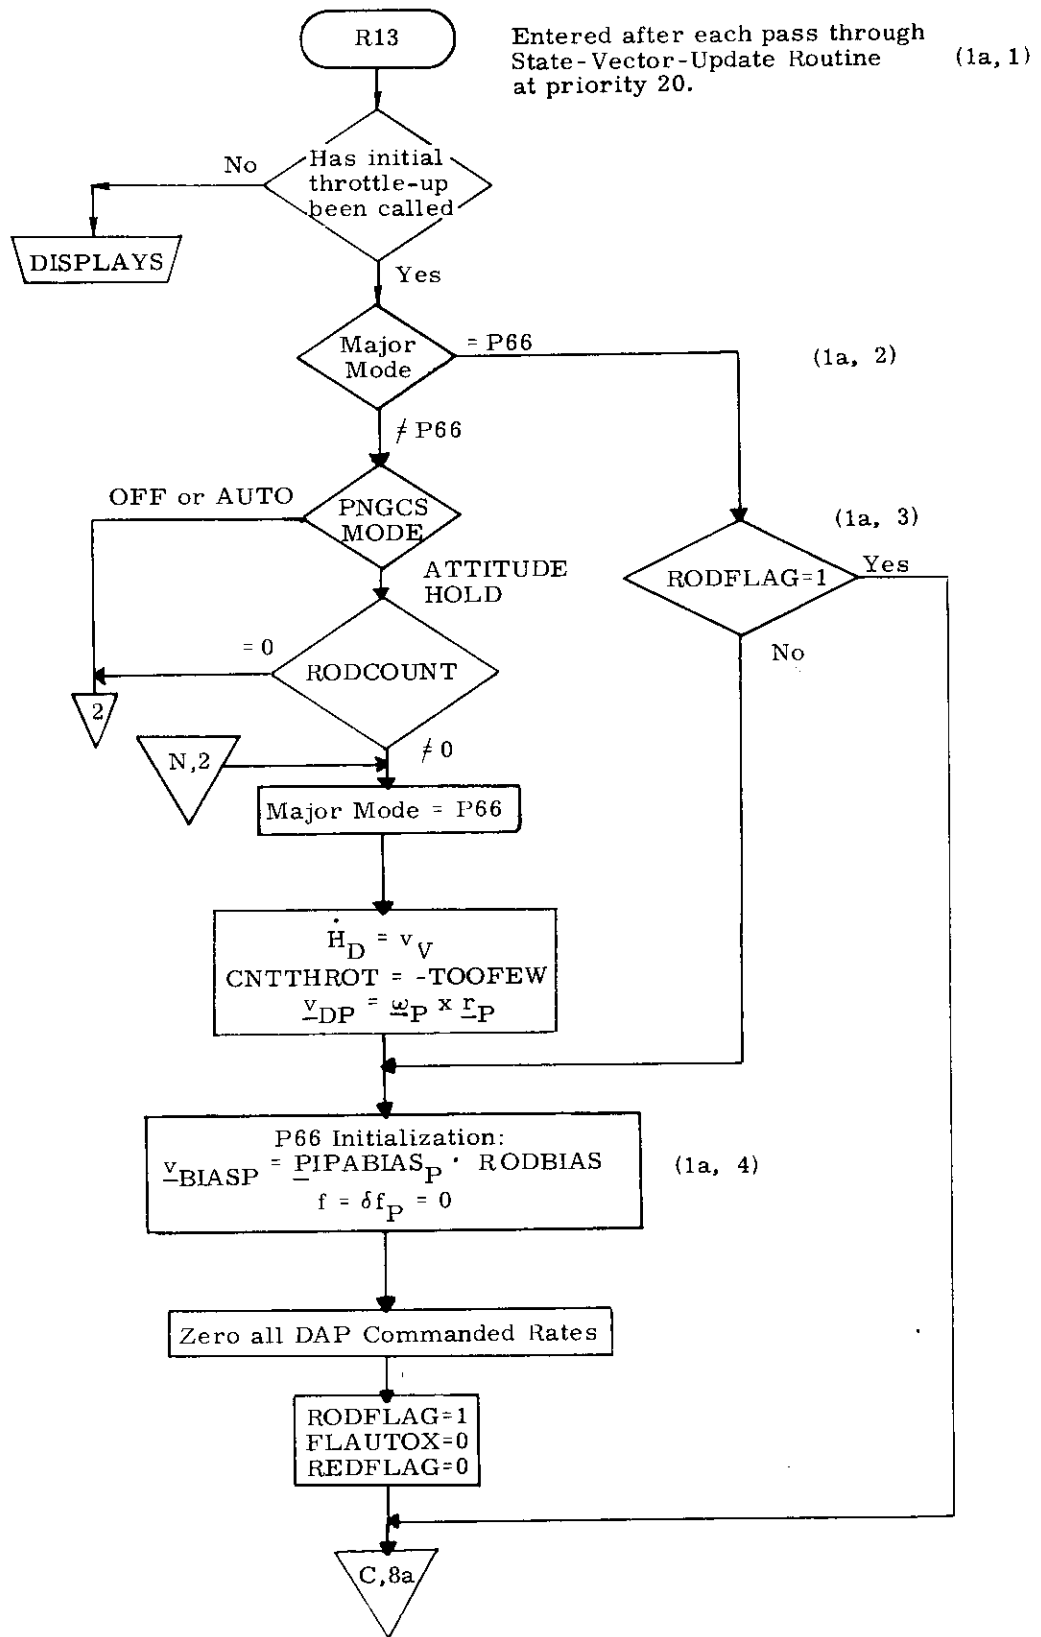 R13
Entered after each pass through
State-Vector-Update Routine (1a, 1)
at priority 20.
No
Has initial
throttle-up
been called
DISPLAYS
Yes
Major
Mode
= P66
(1a, 2)
≠ P66
OFF or AUTO
PNGCS
MODE
(1a, 3)
ATTITUDE
HOLD
RODFLAG=1
Yes
= 0
RODCOUNT
No
2
≠ 0
N,2
Major Mode = P66
Ḣ_D = v_V
CNTTHROT = -TOOFEW
v_DP = ω_P x r_P
P66 Initialization:
v_BIASP = PIPABIAS_P · RODBIAS (1a, 4)
f = δf_P = 0
Zero all DAP Commanded Rates
RODFLAG=1
FLAUTOX=0
REDFLAG=0
C,8a